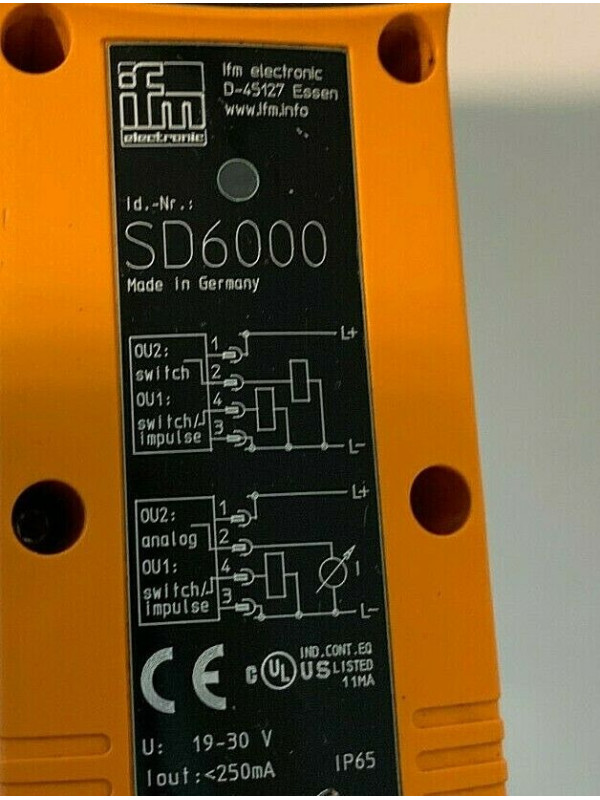 ifm
electronic
ifm electronic
D-45127 Essen
www.ifm.info
Id.-Nr.:
SD6000
Made in Germany
OU2:
switch
OU1:
switch/
impulse
1
2
4
3
L+
L-
OU2:
analog
OU1:
switch/
impulse
1
2
4
3
L+
I
L-
CE
C UL US
IND.CONT.EQ
LISTED
11MA
U: 19-30 V
Iout:<250mA
IP65